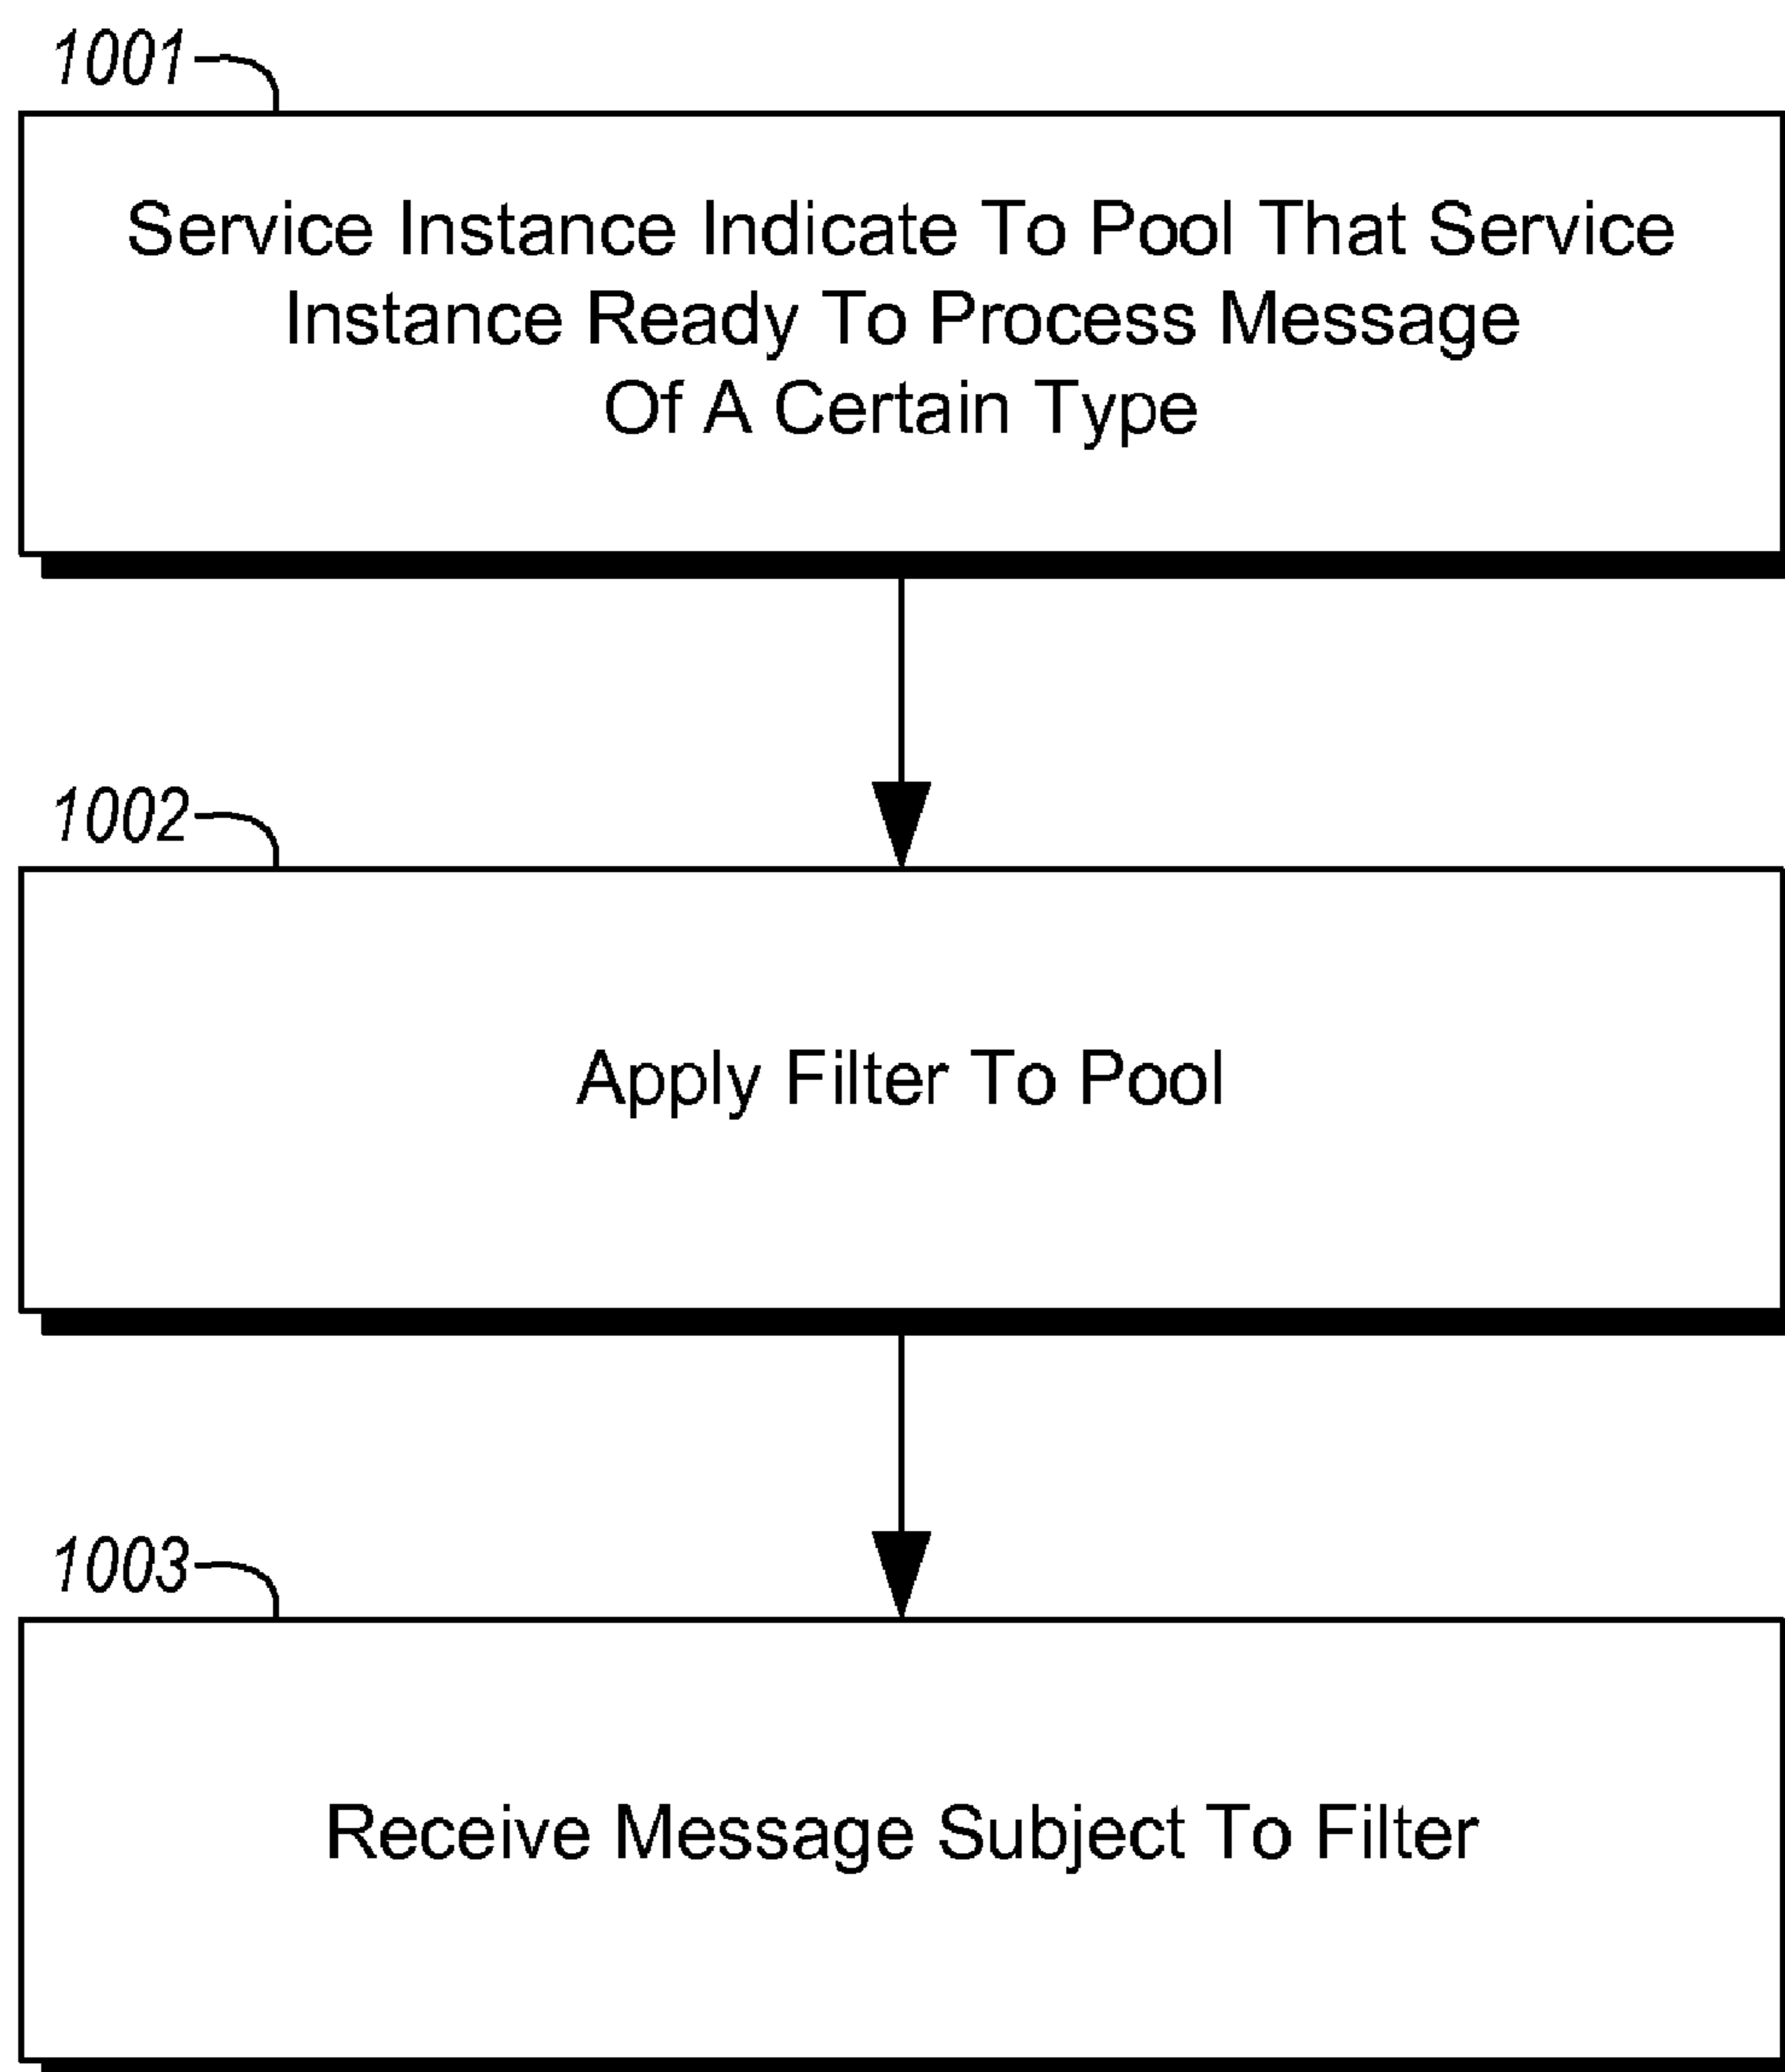 1001
Service Instance Indicate To Pool That Service
Instance Ready To Process Message
Of A Certain Type
1002
Apply Filter To Pool
1003
Receive Message Subject To Filter